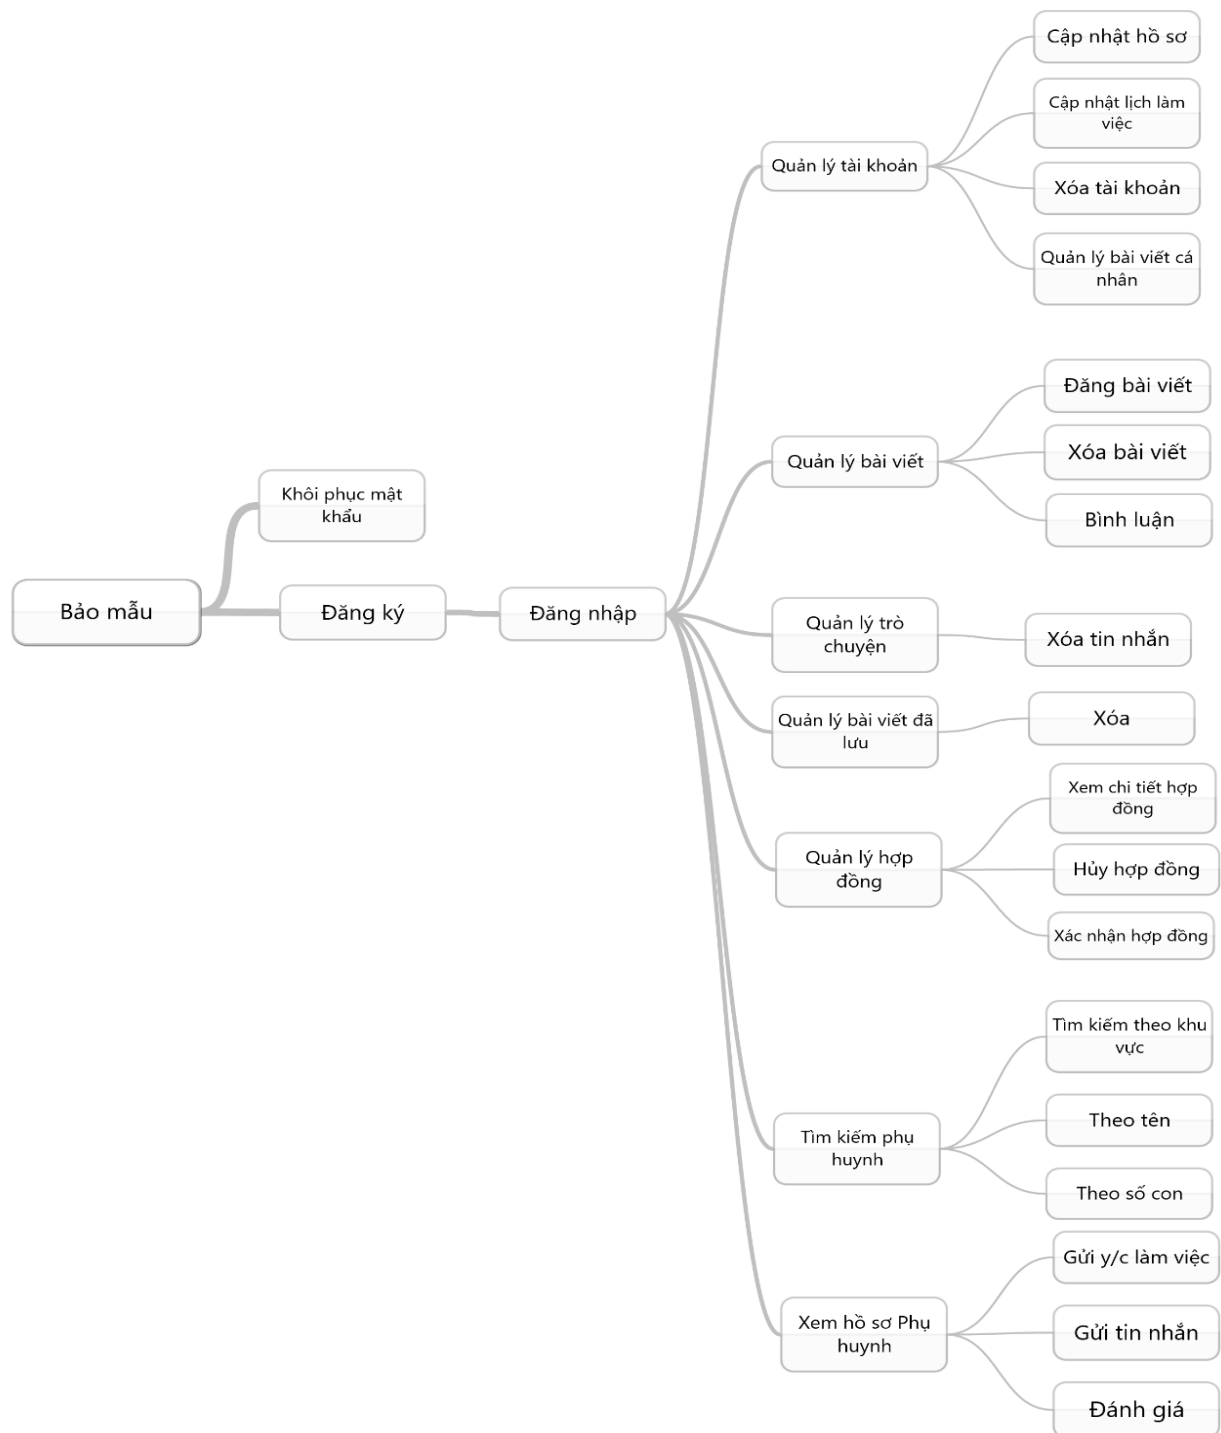 Bảo mẫu
Khôi phục mật
khẩu
Đăng ký
Đăng nhập
Quản lý tài khoản
Cập nhật hồ sơ
Cập nhật lịch làm
việc
Xóa tài khoản
Quản lý bài viết cá
nhân
Quản lý bài viết
Đăng bài viết
Xóa bài viết
Bình luận
Quản lý trò
chuyện
Xóa tin nhắn
Quản lý bài viết đã
lưu
Xóa
Quản lý hợp
đồng
Xem chi tiết hợp
đồng
Hủy hợp đồng
Xác nhận hợp đồng
Tìm kiếm phụ
huynh
Tìm kiếm theo khu
vực
Theo tên
Theo số con
Xem hồ sơ Phụ
huynh
Gửi y/c làm việc
Gửi tin nhắn
Đánh giá